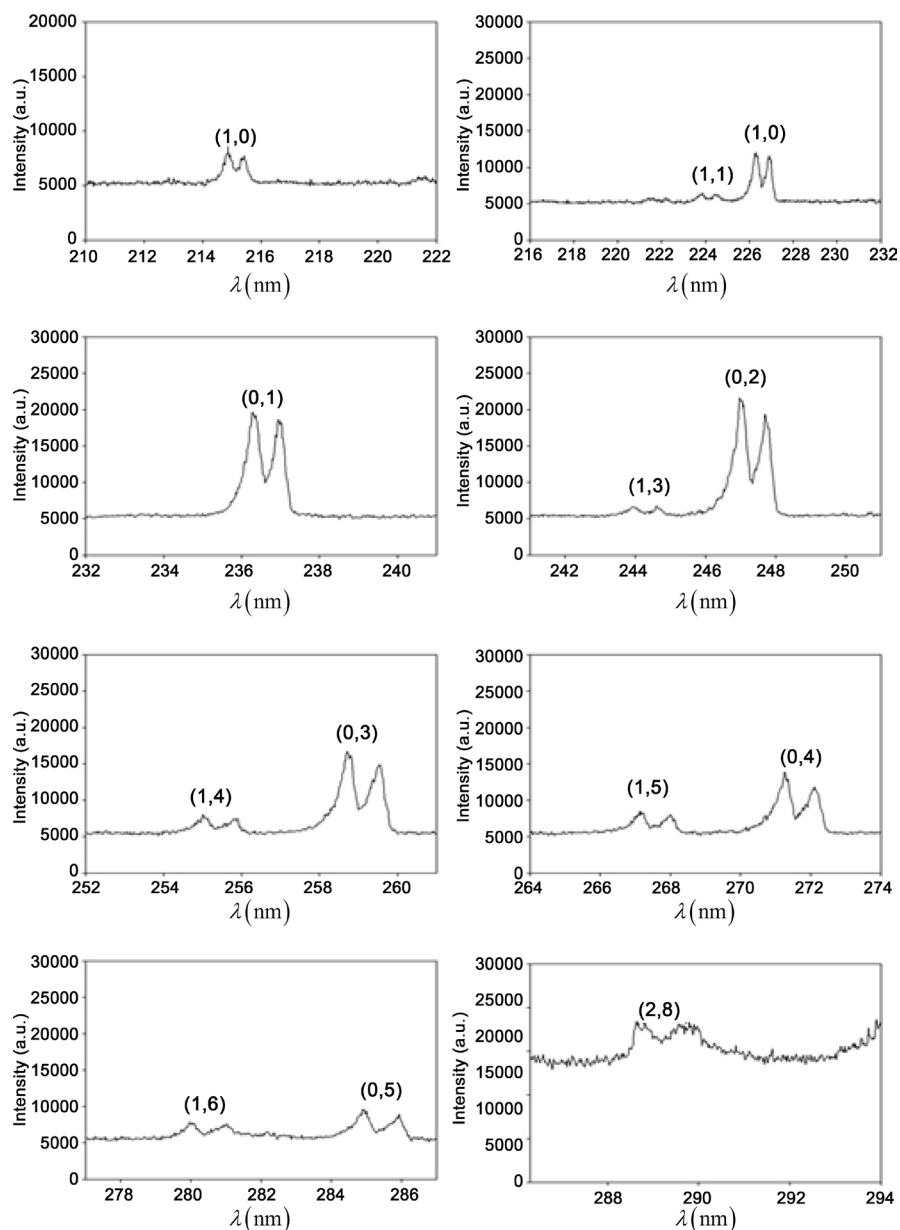 20000
15000
10000
5000
0
Intensity (a.u.)
(1,0)
210 212 214 216 218 220 222
λ(nm)
30000
25000
20000
15000
10000
5000
0
Intensity (a.u.)
(1,1)
(1,0)
216 218 220 222 224 226 228 230 232
λ(nm)
30000
25000
20000
15000
10000
5000
0
Intensity (a.u.)
(0,1)
232 234 236 238 240
λ(nm)
30000
25000
20000
15000
10000
5000
0
Intensity (a.u.)
(1,3)
(0,2)
242 244 246 248 250
λ(nm)
30000
25000
20000
15000
10000
5000
0
Intensity (a.u.)
(1,4)
(0,3)
252 254 256 258 260
λ(nm)
30000
25000
20000
15000
10000
5000
0
Intensity (a.u.)
(1,5)
(0,4)
264 266 268 270 272 274
λ(nm)
30000
25000
20000
15000
10000
5000
0
Intensity (a.u.)
(1,6)
(0,5)
278 280 282 284 286
λ(nm)
30000
25000
20000
15000
10000
5000
0
Intensity (a.u.)
(2,8)
288 290 292 294
λ(nm)